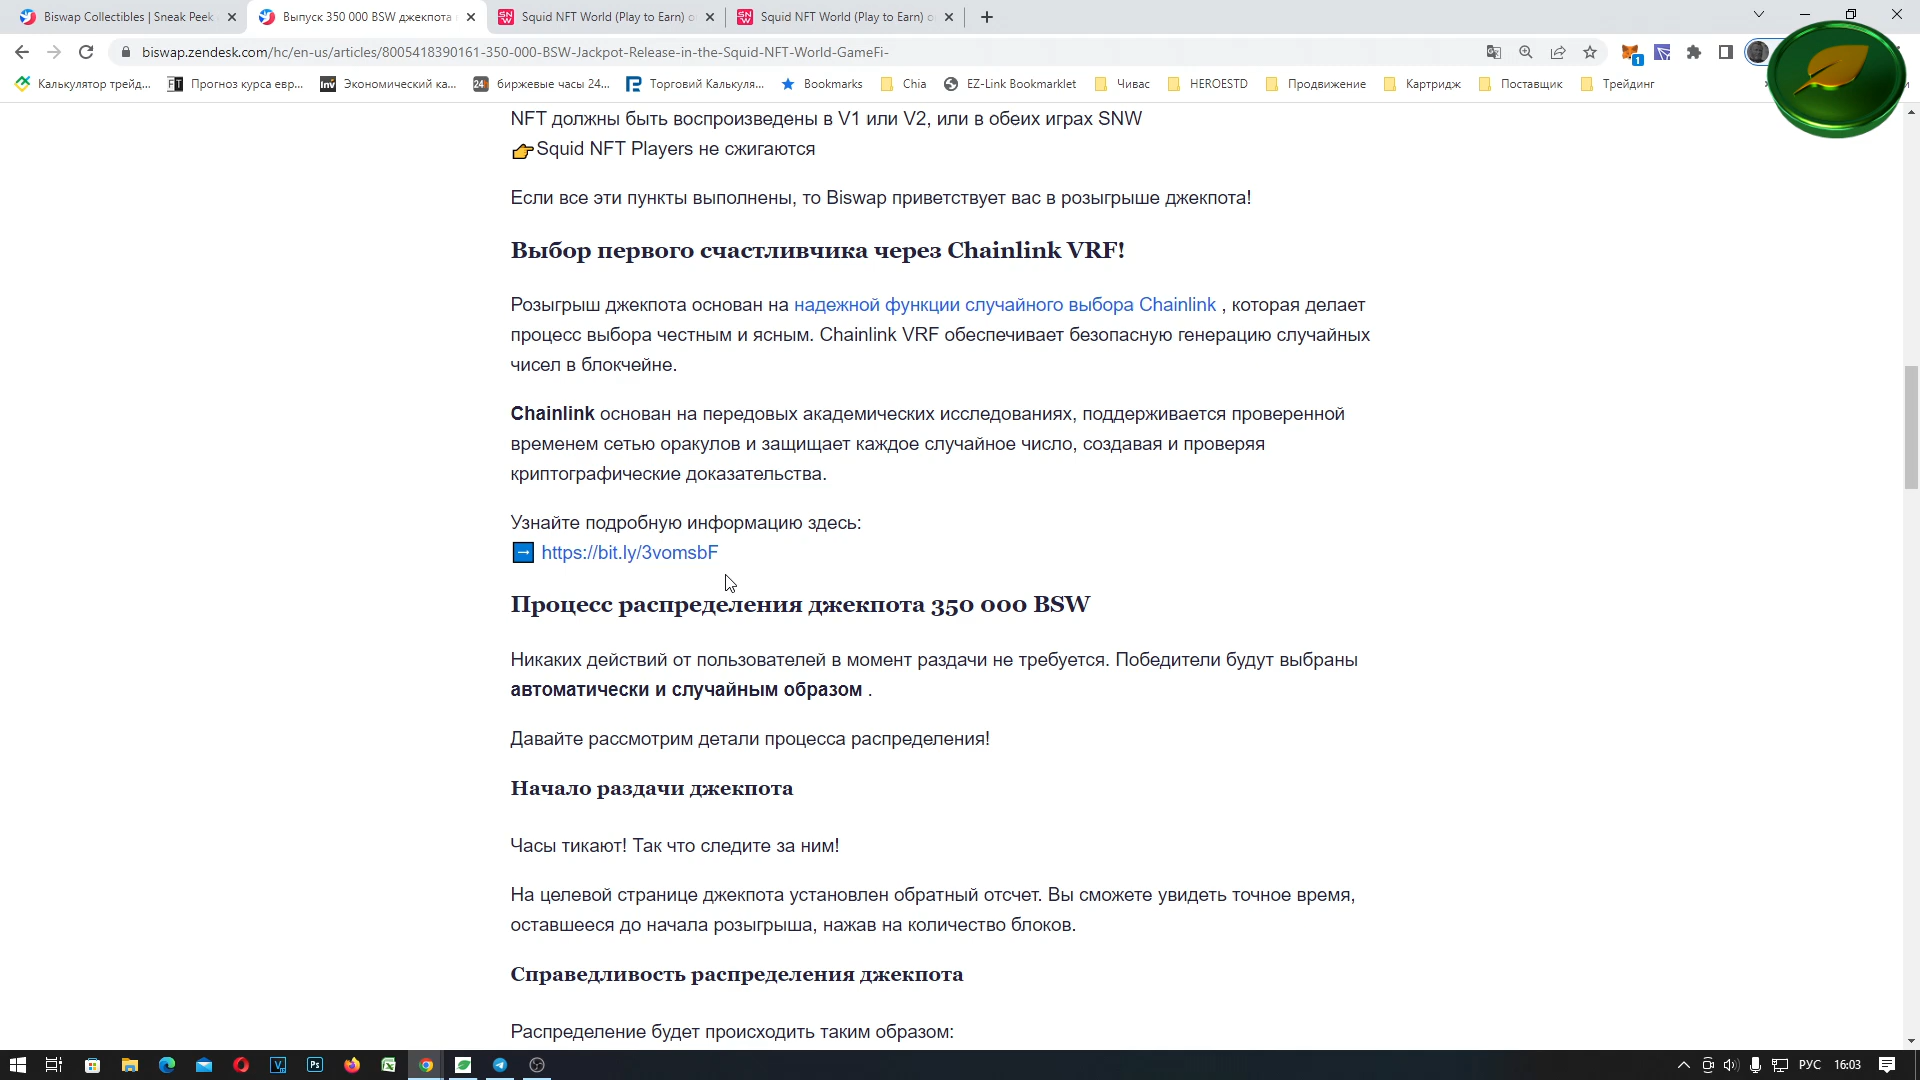 Biswap Collectibles | Sneak Peek
Выпуск 350 000 BSW джекпота
Squid NFT World (Play to Earn) o
Squid NFT World (Play to Earn) o
biswap.zendesk.com/hc/en-us/articles/8005418390161-350-000-BSW-Jackpot-Release-in-the-Squid-NFT-World-GameFi-
1
Калькулятор трейд...
Прогноз курса евр...
Экономический ка...
биржевые часы 24...
Торговий Калькуля...
Bookmarks
Chia
EZ-Link Bookmarklet
Чивас
HEROESTD
Продвижение
Картридж
Поставщик
Трейдинг
NFT должны быть воспроизведены в V1 или V2, или в обеих играх SNW
Squid NFT Players не сжигаются
Если все эти пункты выполнены, то Biswap приветствует вас в розыгрыше джекпота!
Выбор первого счастливчика через Chainlink VRF!
Розыгрыш джекпота основан на надежной функции случайного выбора Chainlink , которая делает
процесс выбора честным и ясным. Chainlink VRF обеспечивает безопасную генерацию случайных
чисел в блокчейне.
Chainlink основан на передовых академических исследованиях, поддерживается проверенной
временем сетью оракулов и защищает каждое случайное число, создавая и проверяя
криптографические доказательства.
Узнайте подробную информацию здесь:
https://bit.ly/3vomsbF
Процесс распределения джекпота 350 000 BSW
Никаких действий от пользователей в момент раздачи не требуется. Победители будут выбраны
автоматически и случайным образом .
Давайте рассмотрим детали процесса распределения!
Начало раздачи джекпота
Часы тикают! Так что следите за ним!
На целевой странице джекпота установлен обратный отсчет. Вы сможете увидеть точное время,
оставшееся до начала розыгрыша, нажав на количество блоков.
Справедливость распределения джекпота
Распределение будет происходить таким образом:
РУС
16:03